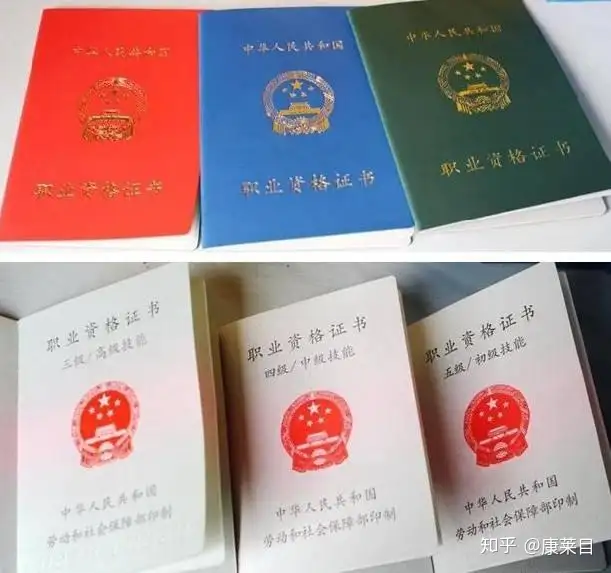 中华人民共和国
职业资格证书
中华人民共和国
职业资格证书
中华人民共和国
职业资格证书
职业资格证书
三级/高级技能
中华人民共和国
劳动和社会保障部印制
职业资格证书
四级/中级技能
中华人民共和国
劳动和社会保障部印制
职业资格证书
五级/初级技能
中华人民共和国
劳动和社会保障部印制
知乎 @康莱目